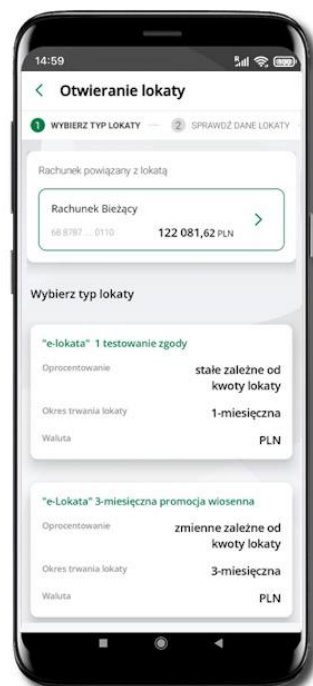 14:59
Otwieranie lokaty
1 WYBIERZ TYP LOKATY 2 SPRAWDŹ DANE LOKATY
Rachunek powiązany z lokatą
Rachunek Bieżący
68 8787 ... 0110 122 081,62 PLN
Wybierz typ lokaty
"e-lokata" 1 testowanie zgody
Oprocentowanie stałe zależne od
kwoty lokaty
Okres trwania lokaty 1-miesięczna
Waluta PLN
"e-Lokata" 3-miesięczna promocja wiosenna
Oprocentowanie zmienne zależne od
kwoty lokaty
Okres trwania lokaty 3-miesięczna
Waluta PLN